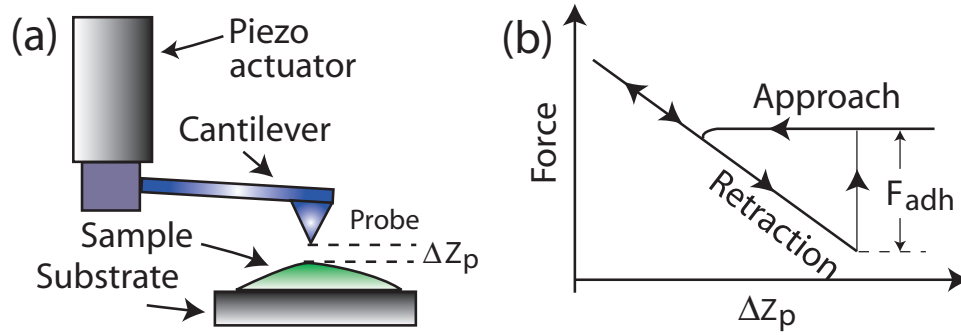 (a)
Piezo
actuator
Cantilever
Probe
Sample
ΔZp
Substrate
(b)
Force
Approach
Retraction
Fadh
ΔZp